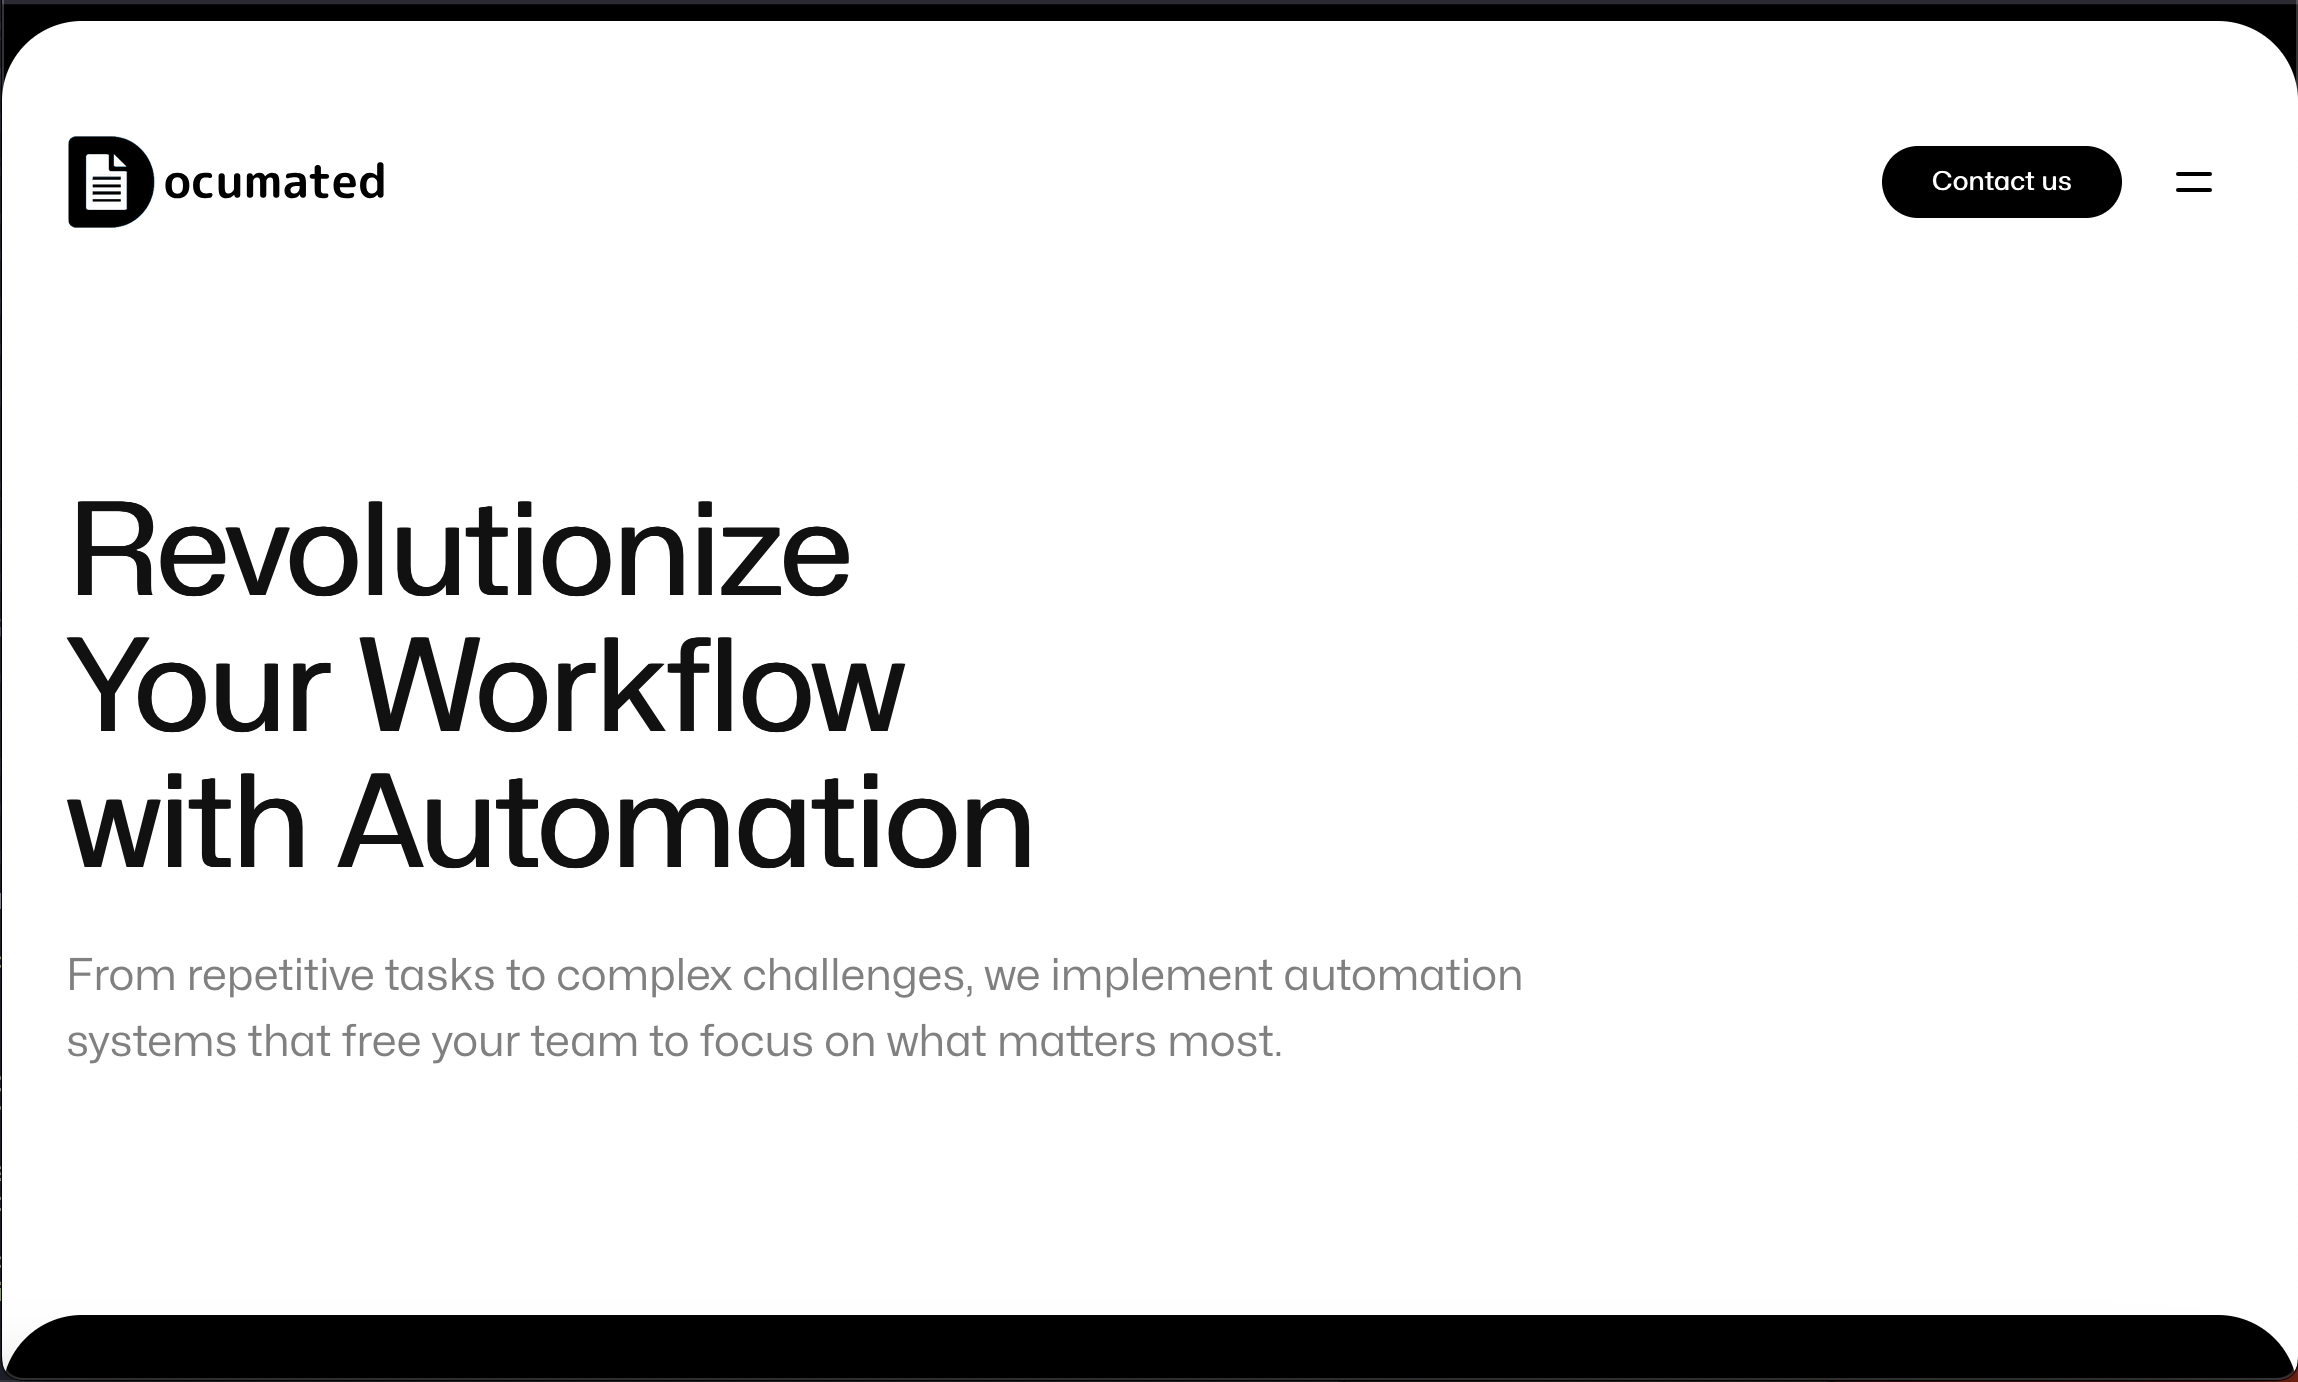 Documated
Contact us
Revolutionize
Your Workflow
with Automation
From repetitive tasks to complex challenges, we implement automation
systems that free your team to focus on what matters most.